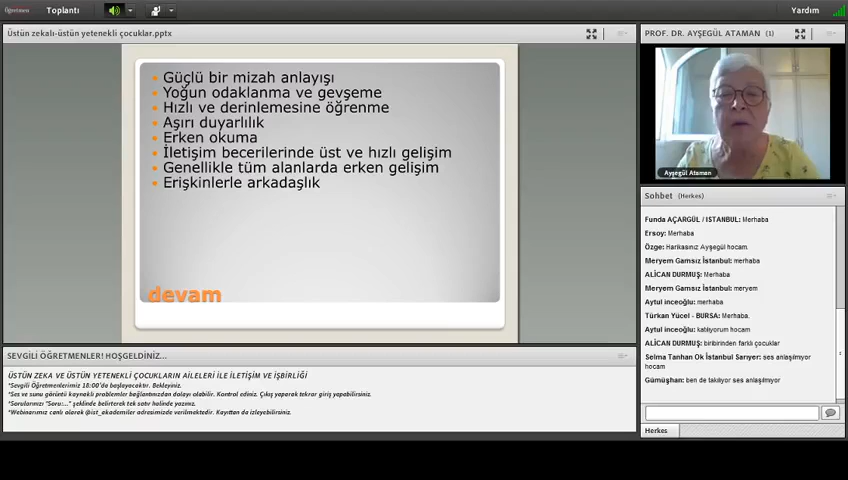 Öğretmen Toplantı Yardım
Üstün zekalı-üstün yetenekli çocuklar.pptx
Güçlü bir mizah anlayışı
Yoğun odaklanma ve gevşeme
Hızlı ve derinlemesine öğrenme
Aşırı duyarlılık
Erken okuma
İletişim becerilerinde üst ve hızlı gelişim
Genellikle tüm alanlarda erken gelişim
Erişkinlerle arkadaşlık
devam
SEVGİLİ ÖĞRETMENLER! HOŞGELDİNİZ...
ÜSTÜN ZEKA VE ÜSTÜN YETENEKLİ ÇOCUKLARIN AİLELERİ İLE İLETİŞİM VE İŞBİRLİĞİ
*Sevgili Öğretmenlerimiz 18:00'da başlayacaktır. Bekleyiniz.
*Ses ve sunu görüntü kaynaklı problemler bağlantınızdan dolayı olabilir. Kontrol ediniz. Çıkış yaparak tekrar giriş yapabilirsiniz.
*Sorularınızı "Soru:..." şeklinde belirterek tek satır halinde yazınız.
*Webinarımız canlı olarak @ist_akademiler adresimizde verilmektedir. Kayıttan da izleyebilirsiniz.
PROF. DR. AYŞEGÜL ATAMAN (1)
Ayşegül Ataman
Sohbet (Herkes)
Funda AÇARGÜL / ISTANBUL: Merhaba
Ersoy: Merhaba
Özge: Harikasınız Ayşegül hocam.
Meryem Gamsız İstanbul: merhaba
ALİCAN DURMUŞ: Merhaba
Meryem Gamsız İstanbul: meryem
Aytul inceoğlu: merhaba
Türkan Yücel - BURSA: Merhaba.
Aytul inceoğlu: katılıyorum hocam
ALİCAN DURMUŞ: biribirinden farklı çocuklar
Selma Tanhan Ok İstanbul Sarıyer: ses anlaşılmıyor
hocam
Gümüşhan: ben de takılıyor ses anlaşılmıyor
Herkes